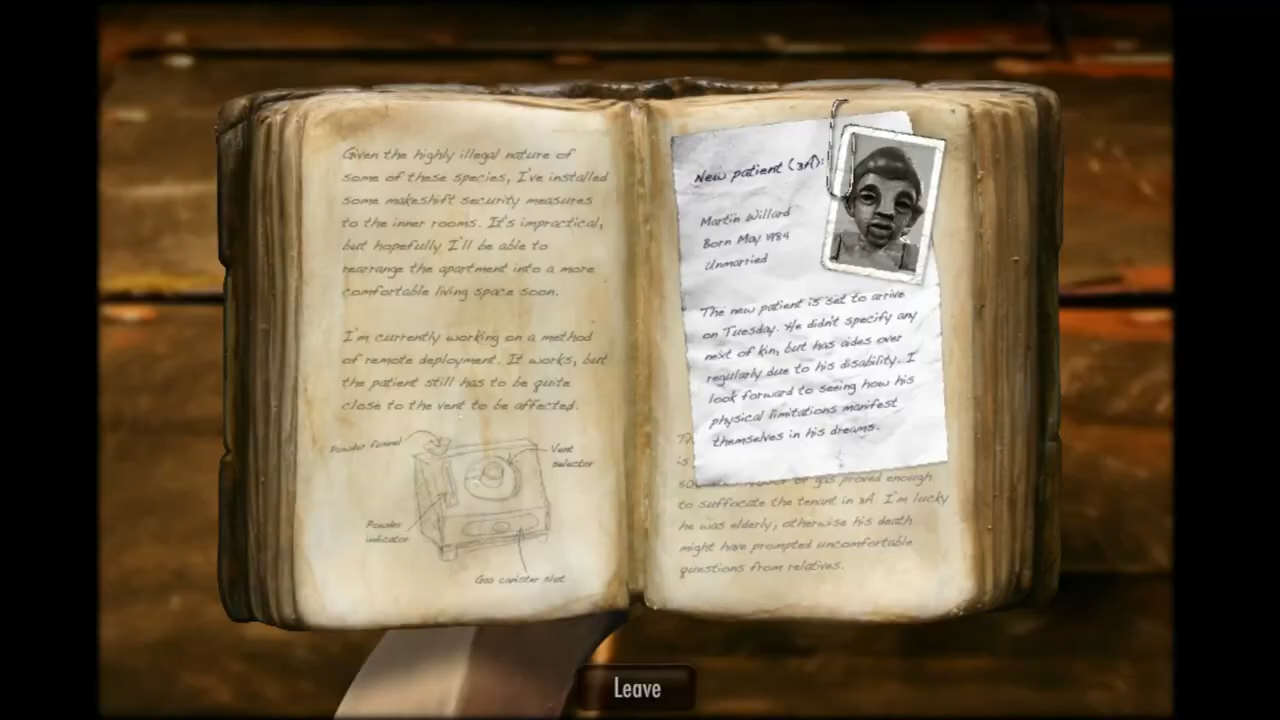 Given the highly illegal nature of
some of these species, I've installed
some makeshift security measures
to the inner rooms. It's impractical,
but hopefully I'll be able to
rearrange the apartment into a more
comfortable living space soon.
I'm currently working on a method
of remote deployment. It works, but
the patient still has to be quite
close to the vent to be affected.
Powder funnel
Vent
selector
Powder
indicator
Gas canister slot
New patient (3A):
Martin Willard
Born May 1984
Unmarried
The new patient is set to arrive
on Tuesday. He didn't specify any
next of kin, but has aides over
regularly due to his disability. I
look forward to seeing how his
physical limitations manifest
themselves in his dreams.
is
or gas proved enough
to suffocate the tenant in 3A. I'm lucky
he was elderly, otherwise his death
might have prompted uncomfortable
questions from relatives.
Leave